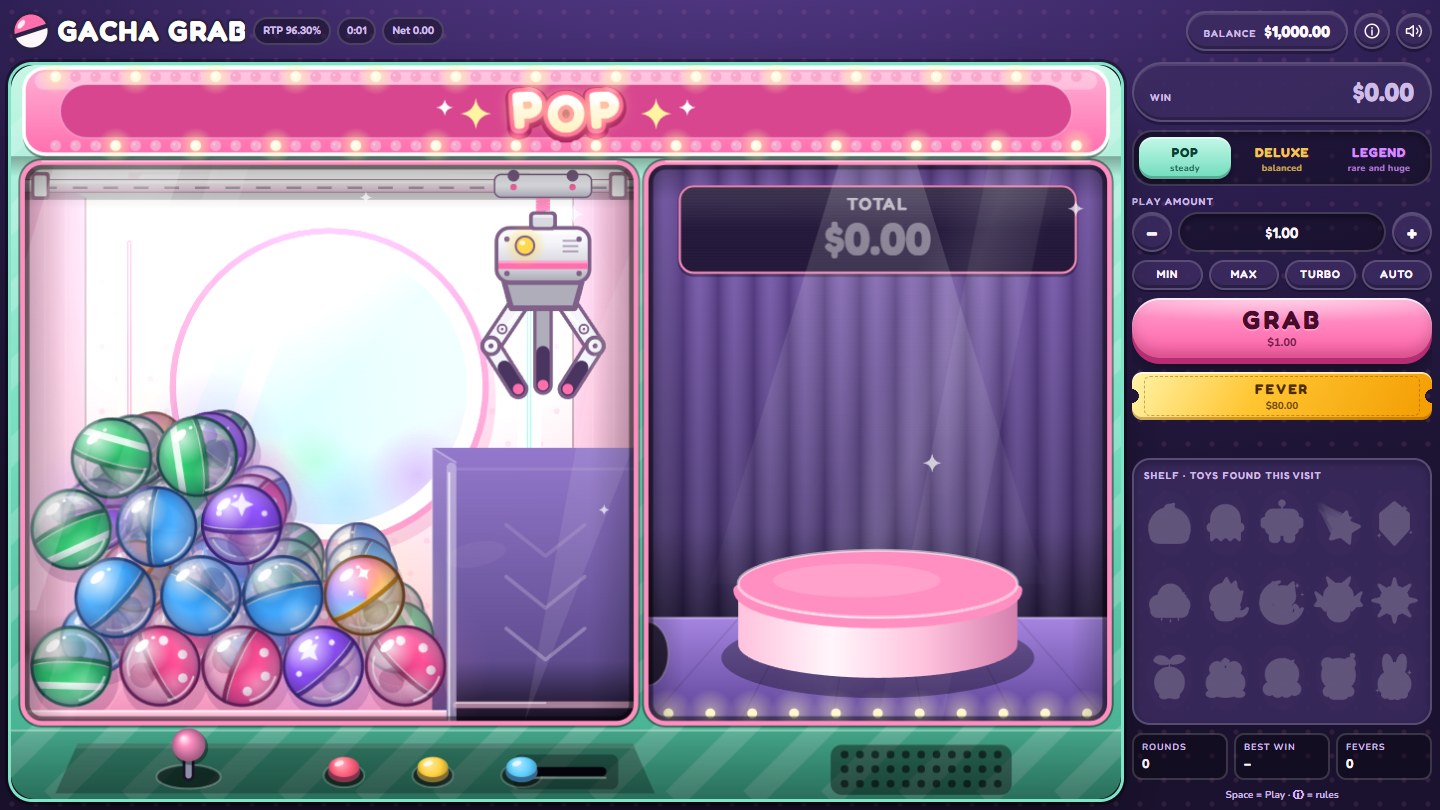 GACHA GRAB
RTP 96.30%
0:01
Net 0.00
BALANCE $1,000.00
POP
WIN
$0.00
POP
steady
DELUXE
balanced
LEGEND
rare and huge
TOTAL
$0.00
PLAY AMOUNT
$1.00
MIN
MAX
TURBO
AUTO
GRAB
$1.00
FEVER
$80.00
SHELF · TOYS FOUND THIS VISIT
ROUNDS
0
BEST WIN
–
FEVERS
0
Space = Play · ⓘ = rules